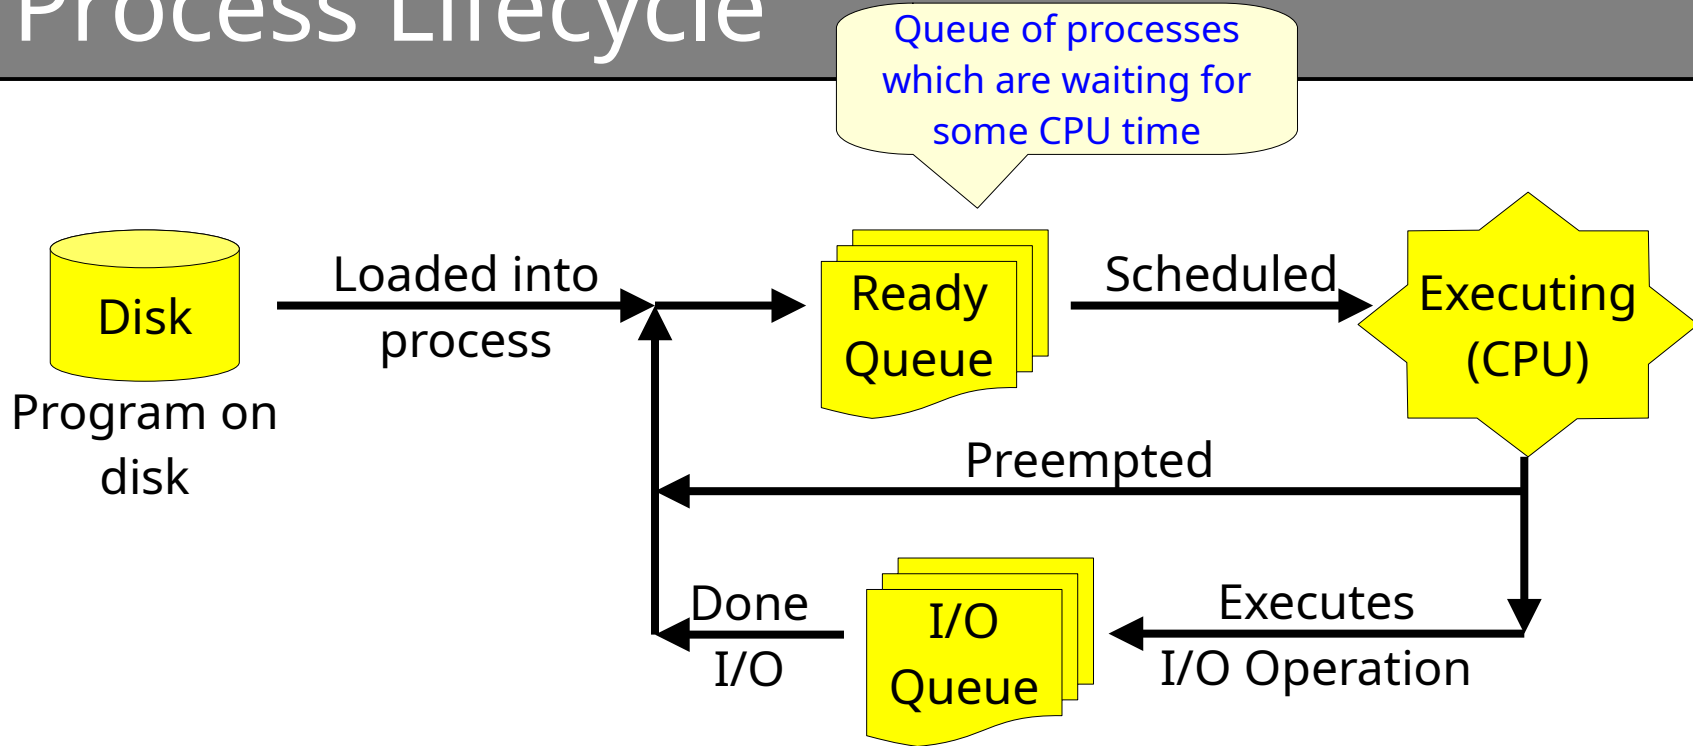 Process Lifecycle
Queue of processes
which are waiting for
some CPU time
Disk
Program on
disk
Loaded into
process
Ready
Queue
Scheduled
Executing
(CPU)
Preempted
Done
I/O
I/O
Queue
Executes
I/O Operation